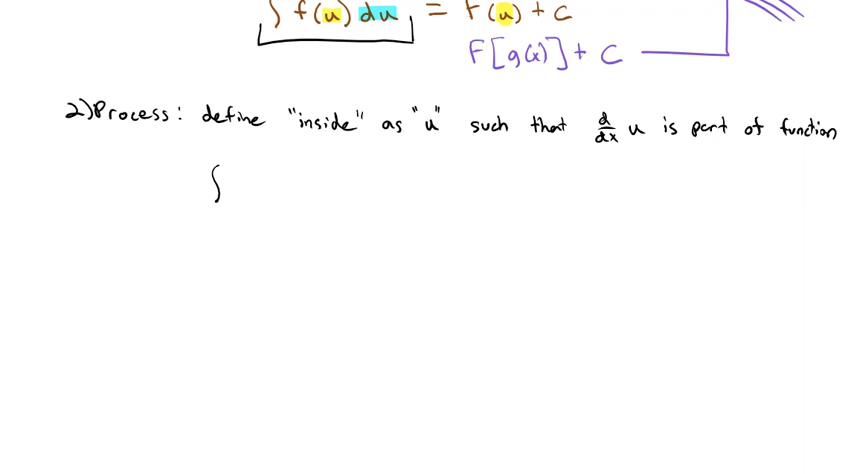 ∫ f(u) du = F(u) + C
F[g(x)] + C
2) Process: define "inside" as "u" such that d/dx u is part of function
∫